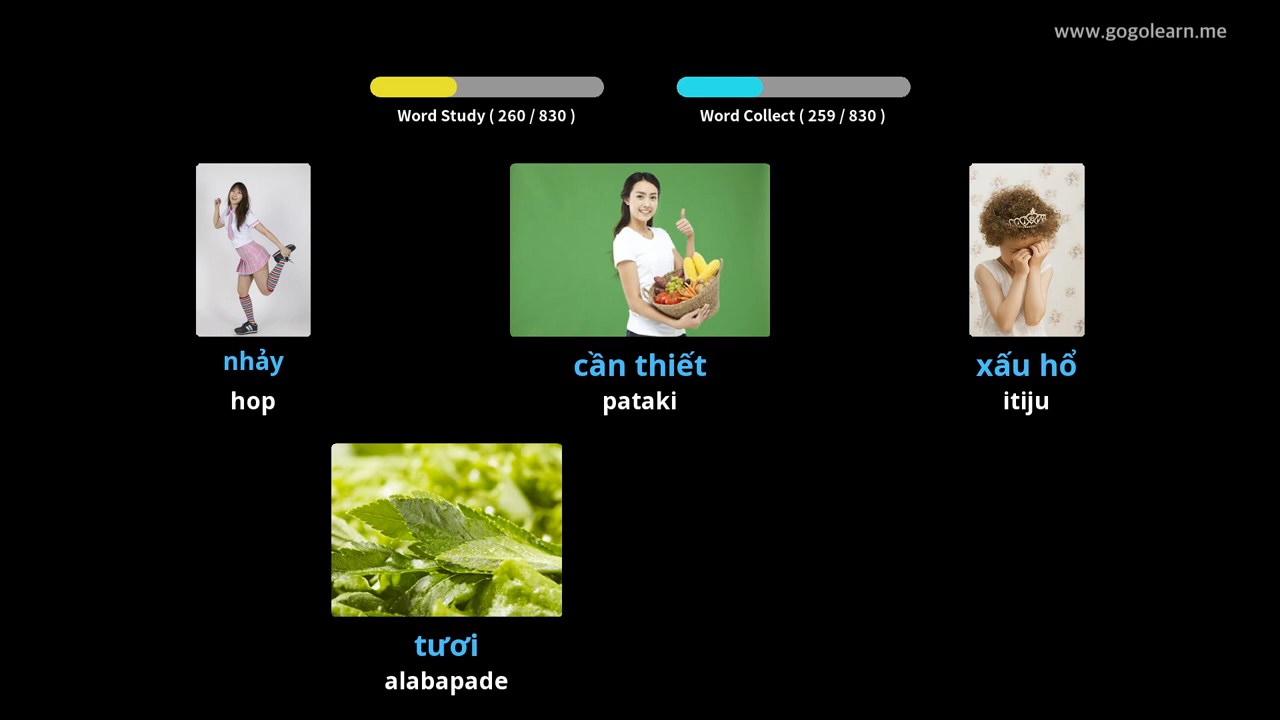 www.gogolearn.me
Word Study ( 260 / 830 )
Word Collect ( 259 / 830 )
nhảy
hop
cần thiết
pataki
xấu hổ
itiju
tươi
alabapade